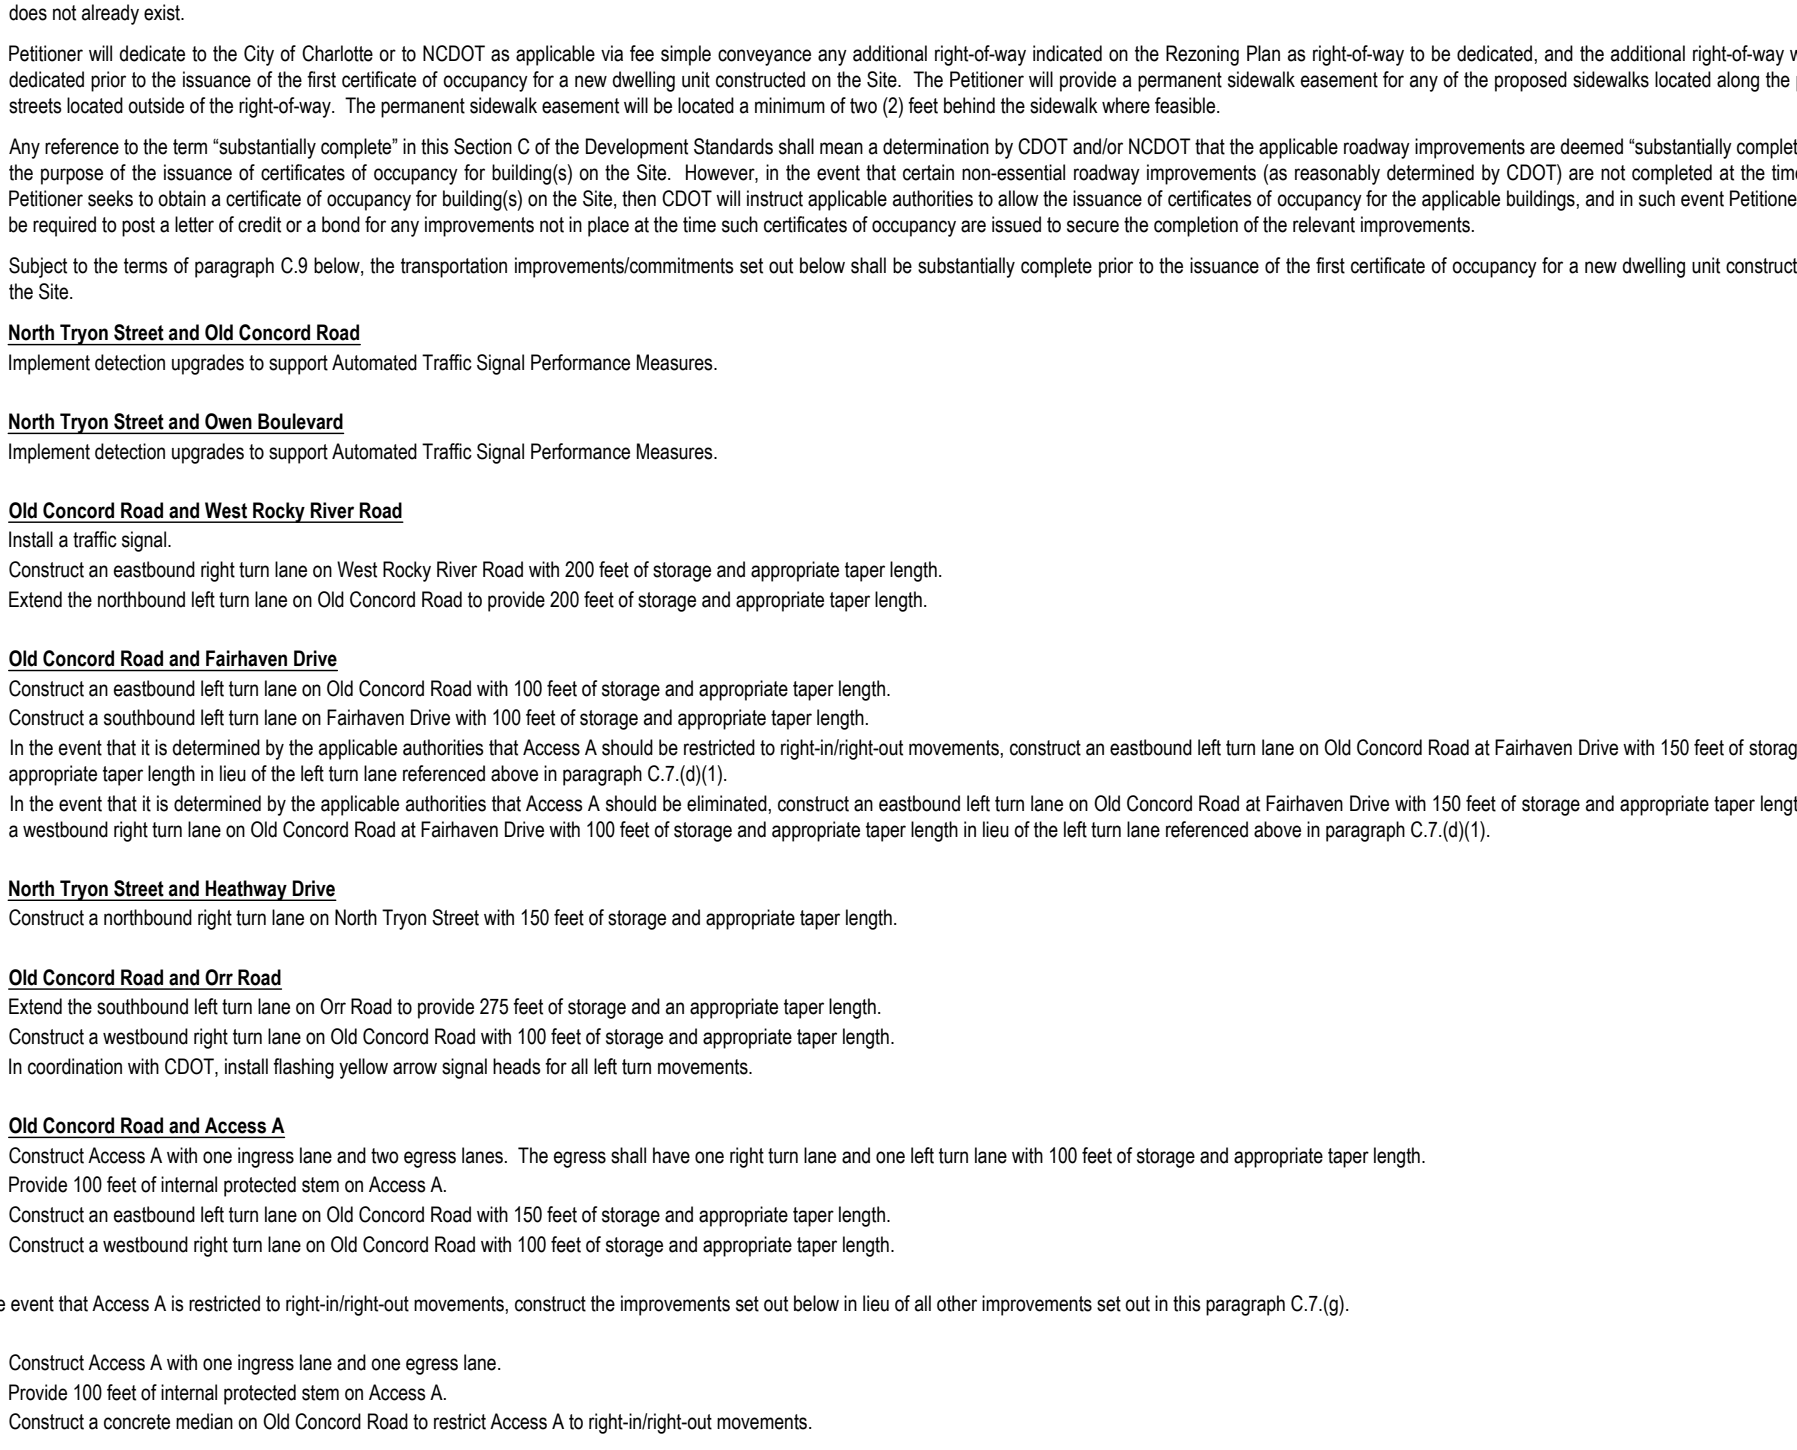 does not already exist.
Petitioner will dedicate to the City of Charlotte or to NCDOT as applicable via fee simple conveyance any additional right-of-way indicated on the Rezoning Plan as right-of-way to be dedicated, and the additional right-of-way
dedicated prior to the issuance of the first certificate of occupancy for a new dwelling unit constructed on the Site. The Petitioner will provide a permanent sidewalk easement for any of the proposed sidewalks located along the
streets located outside of the right-of-way. The permanent sidewalk easement will be located a minimum of two (2) feet behind the sidewalk where feasible.
Any reference to the term “substantially complete” in this Section C of the Development Standards shall mean a determination by CDOT and/or NCDOT that the applicable roadway improvements are deemed “substantially complet
the purpose of the issuance of certificates of occupancy for building(s) on the Site. However, in the event that certain non-essential roadway improvements (as reasonably determined by CDOT) are not completed at the time
Petitioner seeks to obtain a certificate of occupancy for building(s) on the Site, then CDOT will instruct applicable authorities to allow the issuance of certificates of occupancy for the applicable buildings, and in such event Petitione
be required to post a letter of credit or a bond for any improvements not in place at the time such certificates of occupancy are issued to secure the completion of the relevant improvements.
Subject to the terms of paragraph C.9 below, the transportation improvements/commitments set out below shall be substantially complete prior to the issuance of the first certificate of occupancy for a new dwelling unit construct
the Site.
North Tryon Street and Old Concord Road
Implement detection upgrades to support Automated Traffic Signal Performance Measures.
North Tryon Street and Owen Boulevard
Implement detection upgrades to support Automated Traffic Signal Performance Measures.
Old Concord Road and West Rocky River Road
Install a traffic signal.
Construct an eastbound right turn lane on West Rocky River Road with 200 feet of storage and appropriate taper length.
Extend the northbound left turn lane on Old Concord Road to provide 200 feet of storage and appropriate taper length.
Old Concord Road and Fairhaven Drive
Construct an eastbound left turn lane on Old Concord Road with 100 feet of storage and appropriate taper length.
Construct a southbound left turn lane on Fairhaven Drive with 100 feet of storage and appropriate taper length.
In the event that it is determined by the applicable authorities that Access A should be restricted to right-in/right-out movements, construct an eastbound left turn lane on Old Concord Road at Fairhaven Drive with 150 feet of storag
appropriate taper length in lieu of the left turn lane referenced above in paragraph C.7.(d)(1).
In the event that it is determined by the applicable authorities that Access A should be eliminated, construct an eastbound left turn lane on Old Concord Road at Fairhaven Drive with 150 feet of storage and appropriate taper lengt
a westbound right turn lane on Old Concord Road at Fairhaven Drive with 100 feet of storage and appropriate taper length in lieu of the left turn lane referenced above in paragraph C.7.(d)(1).
North Tryon Street and Heathway Drive
Construct a northbound right turn lane on North Tryon Street with 150 feet of storage and appropriate taper length.
Old Concord Road and Orr Road
Extend the southbound left turn lane on Orr Road to provide 275 feet of storage and an appropriate taper length.
Construct a westbound right turn lane on Old Concord Road with 100 feet of storage and appropriate taper length.
In coordination with CDOT, install flashing yellow arrow signal heads for all left turn movements.
Old Concord Road and Access A
Construct Access A with one ingress lane and two egress lanes. The egress shall have one right turn lane and one left turn lane with 100 feet of storage and appropriate taper length.
Provide 100 feet of internal protected stem on Access A.
Construct an eastbound left turn lane on Old Concord Road with 150 feet of storage and appropriate taper length.
Construct a westbound right turn lane on Old Concord Road with 100 feet of storage and appropriate taper length.
e event that Access A is restricted to right-in/right-out movements, construct the improvements set out below in lieu of all other improvements set out in this paragraph C.7.(g).
Construct Access A with one ingress lane and one egress lane.
Provide 100 feet of internal protected stem on Access A.
Construct a concrete median on Old Concord Road to restrict Access A to right-in/right-out movements.